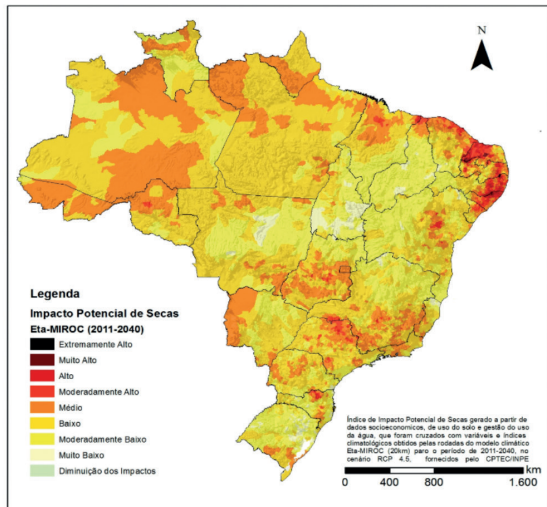 N
Legenda
Impacto Potencial de Secas
Eta-MIROC (2011-2040)
Extremamente Alto
Muito Alto
Alto
Moderadamente Alto
Médio
Baixo
Moderadamente Baixo
Muito Baixo
Diminuição dos Impactos
Índice de Impacto Potencial de Secas gerado a partir de
dados socioeconomicos, de uso do solo e gestão do uso
da água, que foram cruzados com variáveis e índices
climatológicos obtidos pelas rodadas do modelo climático
Eta-MIROC (20km) paro o período de 2011-2040, no
cenário RCP 4.5, fornecidos pelo CPTEC/INPE
0 400 800 1.600
km